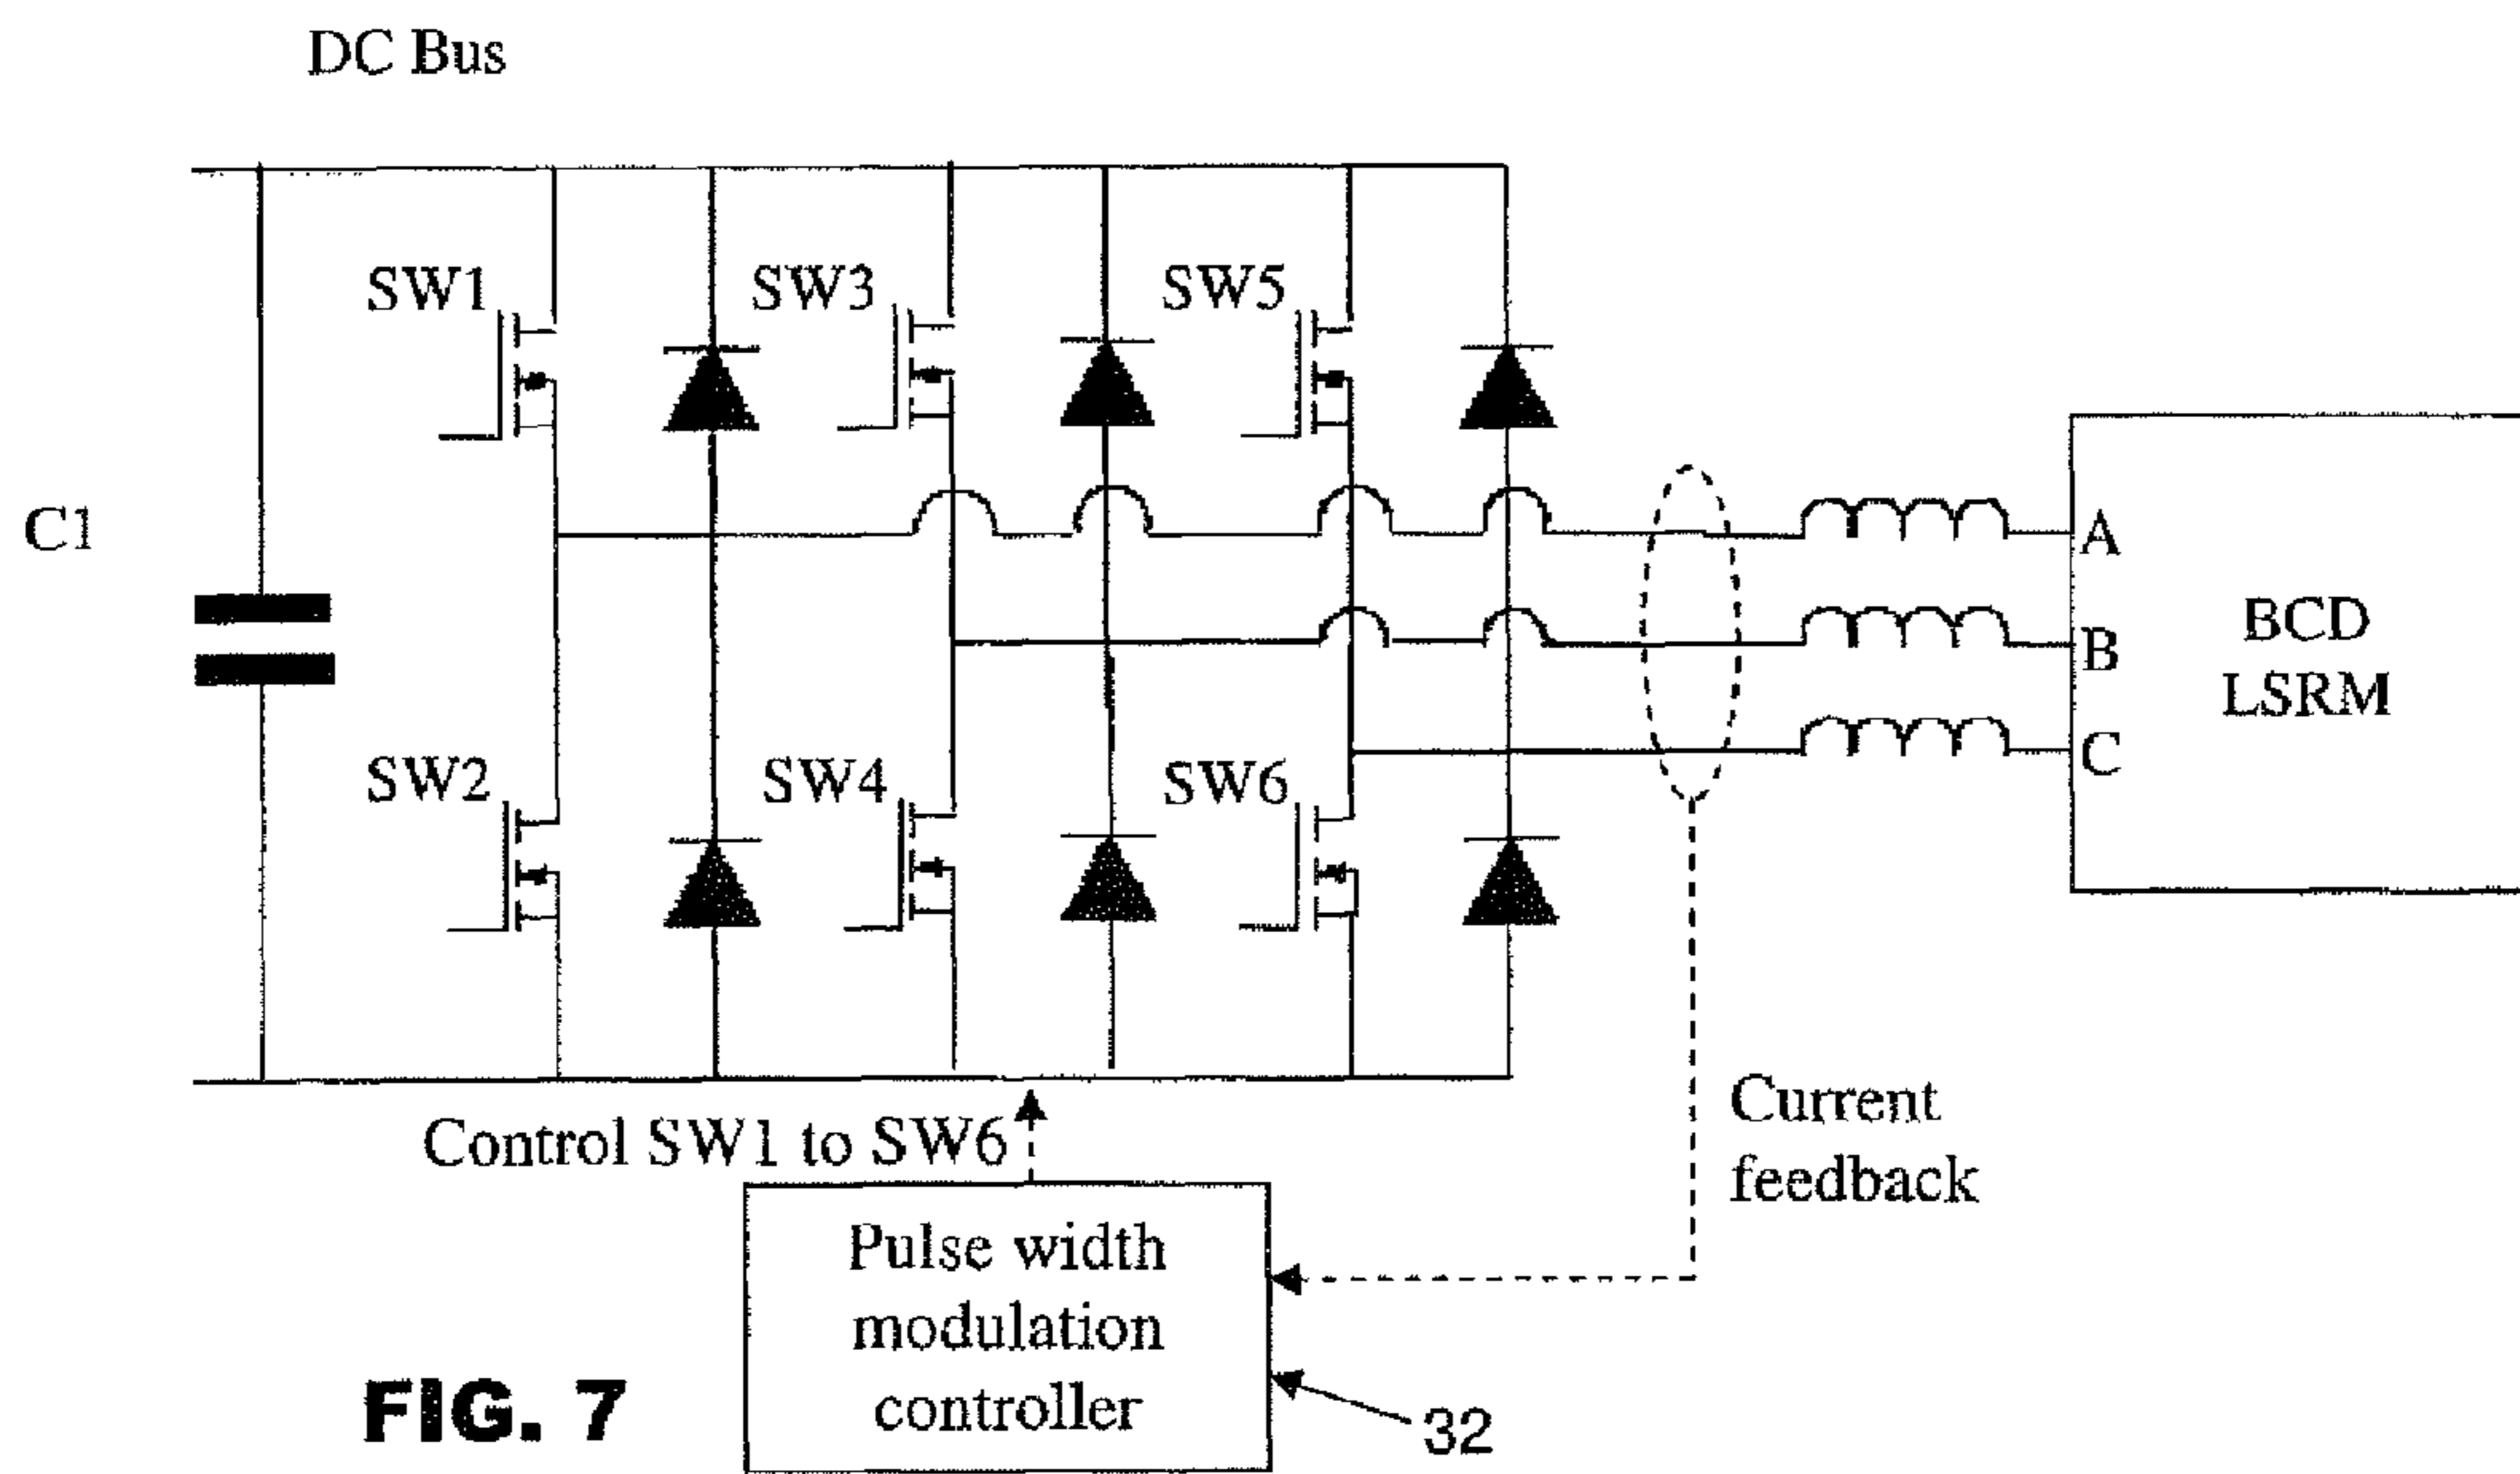 DC Bus
SW1
SW3
SW5
C1
A
BCD
B
LSRM
C
SW2
SW4
SW6
Control SW1 to SW6
Current
feedback
Pulse width
modulation
controller
FIG. 7
32